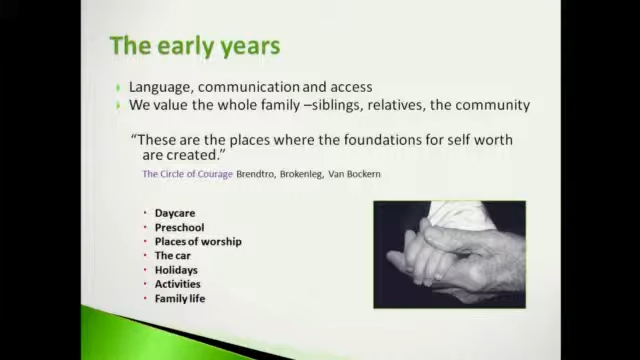 The early years
Language, communication and access
We value the whole family –siblings, relatives, the community
“These are the places where the foundations for self worth
are created.”
The Circle of Courage Brendtro, Brokenleg, Van Bockern
Daycare
Preschool
Places of worship
The car
Holidays
Activities
Family life